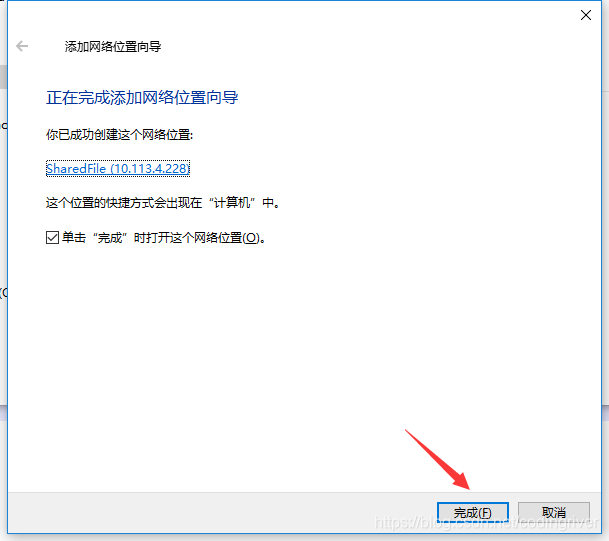 添加网络位置向导
正在完成添加网络位置向导
你已成功创建这个网络位置:
SharedFile (10.113.4.228)
这个位置的快捷方式会出现在“计算机”中。
单击“完成”时打开这个网络位置(O)。
完成(F)
取消
https://blog.csdn.net/codingriver